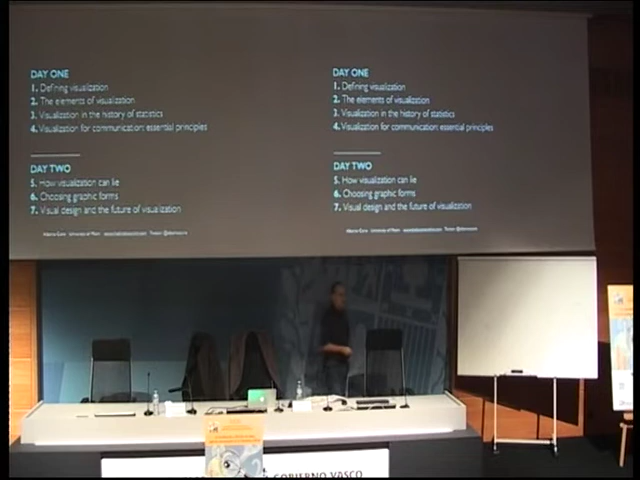 DAY ONE
1. Defining visualization
2. The elements of visualization
3. Visualization in the history of statistics
4. Visualization for communication: essential principles
DAY TWO
5. How visualization can lie
6. Choosing graphic forms
7. Visual design and the future of visualization
DAY ONE
1. Defining visualization
2. The elements of visualization
3. Visualization in the history of statistics
4. Visualization for communication: essential principles
DAY TWO
5. How visualization can lie
6. Choosing graphic forms
7. Visual design and the future of visualization
GOBIERNO VASCO